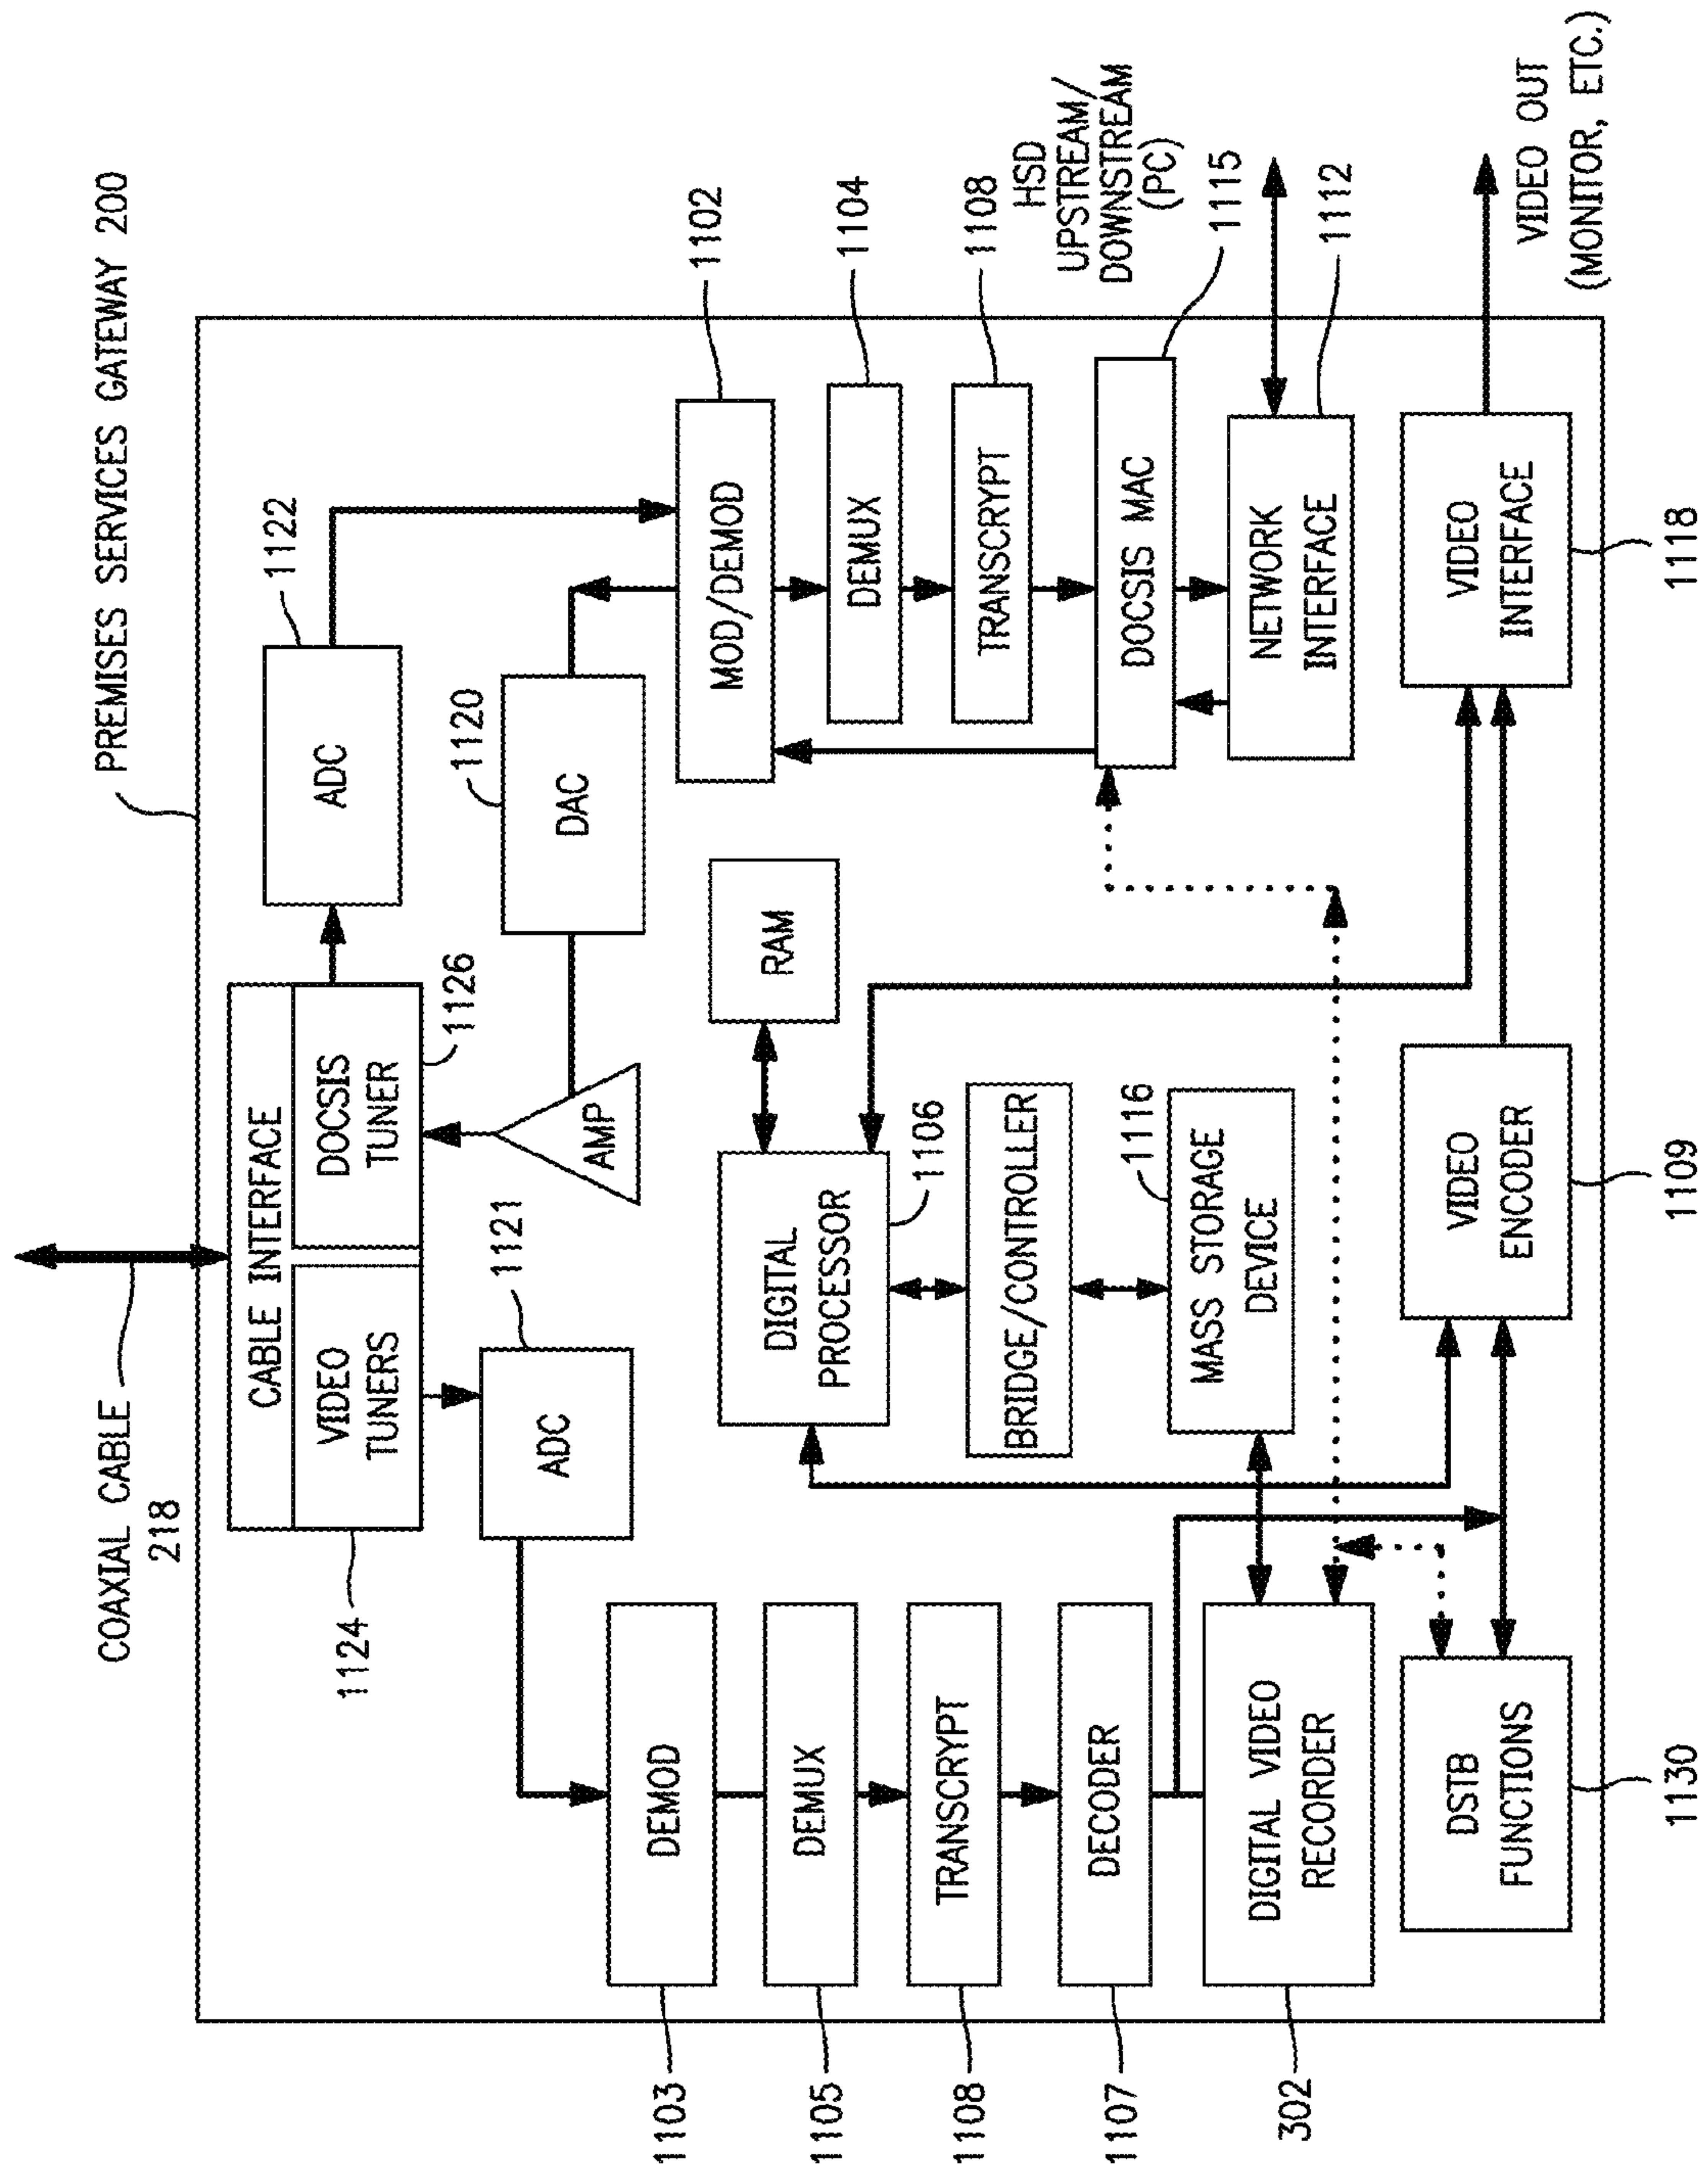 COAXIAL CABLE
218
PREMISES SERVICES GATEWAY 200
CABLE INTERFACE
VIDEO
TUNERS
DOCSIS
TUNER
1124
1126
ADC
1122
ADC
1121
AMP
DAC
1120
DEMOD
1103
DEMUX
1105
TRANSCRYPT
1108
DECODER
1107
DIGITAL VIDEO
RECORDER
302
DIGITAL
PROCESSOR
1106
RAM
BRIDGE/CONTROLLER
MASS STORAGE
DEVICE
1116
MOD/DEMOD
1102
DEMUX
1104
TRANSCRYPT
1108
DOCSIS MAC
1115
NETWORK
INTERFACE
1112
HSD
UPSTREAM/
DOWNSTREAM
(PC)
DSTB
FUNCTIONS
1130
VIDEO
ENCODER
1109
VIDEO
INTERFACE
1118
VIDEO OUT
(MONITOR, ETC.)